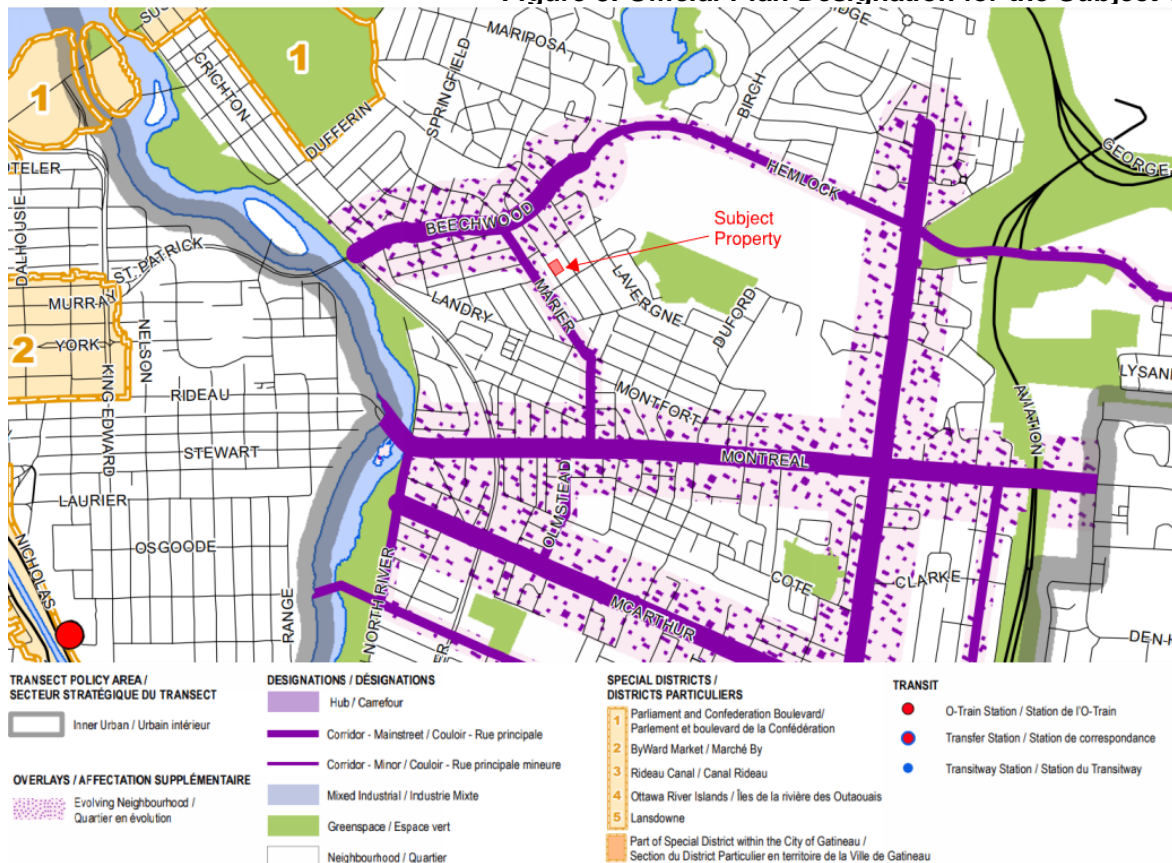 Figure 6: Official Plan Designation for the Subject
MARIPOSA
SPRINGFIELD
CRICHTON
1
1
DUFFERIN
BIRCH
OTELER
DALHOUSIE
ST. PATRICK
BEECHWOOD
HEMLOCK
GEORGE
Subject
Property
MURRAY
NELSON
LANDRY
MARIER
LAVERGNE
DUFORD
2
YORK
KING EDWARD
RIDEAU
MONTFORT
AVIATION
LYSAN
STEWART
MONTREAL
LAURIER
OLMSTEAD
OSGOODE
NICHOLAS
RANGE
NORTH RIVER
COTE
CLARKE
MCARTHUR
DEN-
TRANSECT POLICY AREA /
SECTEUR STRATÉGIQUE DU TRANSECT
Inner Urban / Urbain intérieur
OVERLAYS / AFFECTATION SUPPLÉMENTAIRE
Evolving Neighbourhood /
Quartier en évolution
DESIGNATIONS / DÉSIGNATIONS
Hub / Carrefour
Corridor - Mainstreet / Couloir - Rue principale
Corridor - Minor / Couloir - Rue principale mineure
Mixed Industrial / Industrie Mixte
Greenspace / Espace vert
Neighbourhood / Quartier
SPECIAL DISTRICTS /
DISTRICTS PARTICULIERS
1 Parliament and Confederation Boulevard/
Parlement et boulevard de la Confédération
2 ByWard Market / Marché By
3 Rideau Canal / Canal Rideau
4 Ottawa River Islands / Îles de la rivière des Outaouais
5 Lansdowne
Part of Special District within the City of Gatineau /
Section du District Particulier en territoire de la Ville de Gatineau
TRANSIT
O-Train Station / Station de l'O-Train
Transfer Station / Station de correspondance
Transitway Station / Station du Transitway